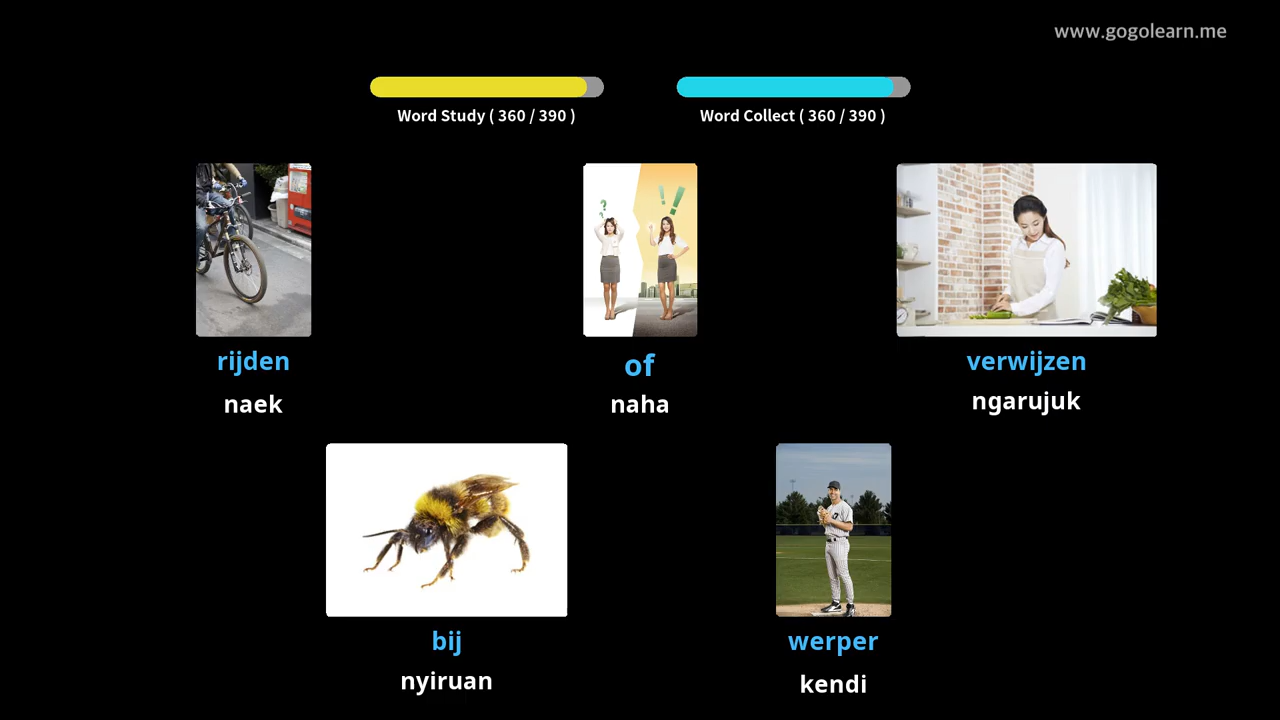 www.gogolearn.me
Word Study ( 360 / 390 )
Word Collect ( 360 / 390 )
rijden
naek
of
naha
verwijzen
ngarujuk
bij
nyiruan
werper
kendi